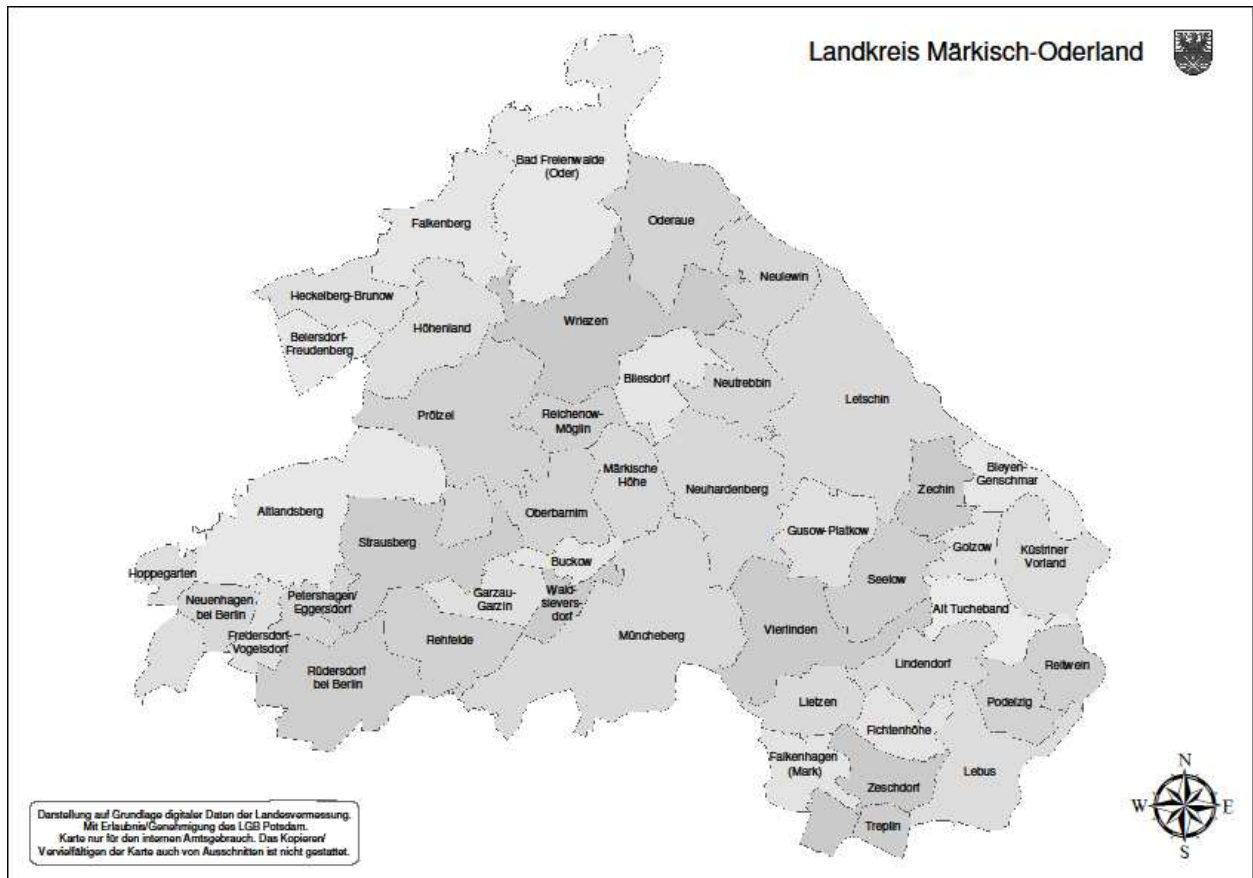 Landkreis Märkisch-Oderland
Bad Freienwalde
(Oder)
Oderaue
Falkenberg
Neulewin
Heckelberg-Brunow
Wriezen
Höhenland
Beiersdorf-
Freudenberg
Bliesdorf
Neutrebbin
Letschin
Prötzel
Reichenow-
Möglin
Märkische
Höhe
Bleyen-
Genschmar
Neuhardenberg
Zechin
Altlandsberg
Oberbarnim
Gusow-Platkow
Strausberg
Golzow
Küstriner
Vorland
Buckow
Hoppegarten
Seelow
Garzau-
Garzin
Wald-
sievers-
dorf
Petershagen/
Eggersdorf
Neuenhagen
bei Berlin
Alt Tucheband
Vierlinden
Müncheberg
Fredersdorf-
Vogelsdorf
Rehfelde
Lindendorf
Reitwein
Rüdersdorf
bei Berlin
Lietzen
Podelzig
Fichtenhöhe
Falkenhagen
(Mark)
Lebus
Zeschdorf
Treplin
N
W
E
S
Darstellung auf Grundlage digitaler Daten der Landesvermessung.
Mit Erlaubnis/Genehmigung des LGB Potsdam.
Karte nur für den internen Amtsgebrauch. Das Kopieren/
Vervielfältigen der Karte auch von Ausschnitten ist nicht gestattet.